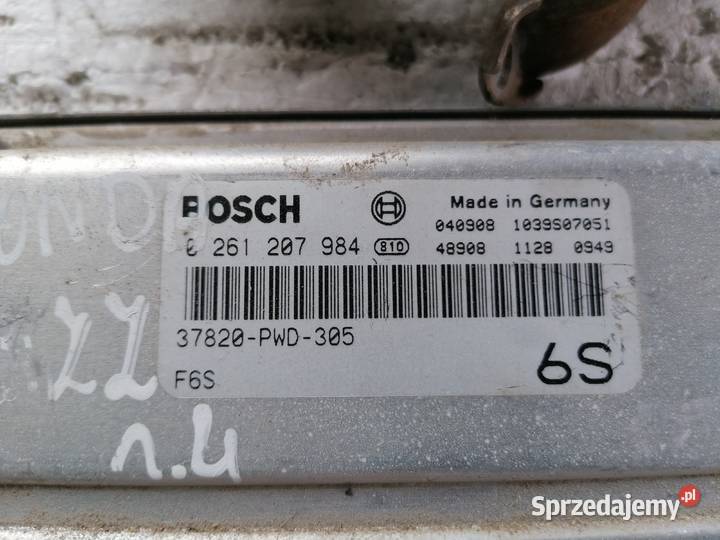 BOSCH Made in Germany
040908 1039S07051
0 261 207 984 810 48908 1128 0949
37820-PWD-305
F6S
6S
1.4
Sprzedajemy.pl